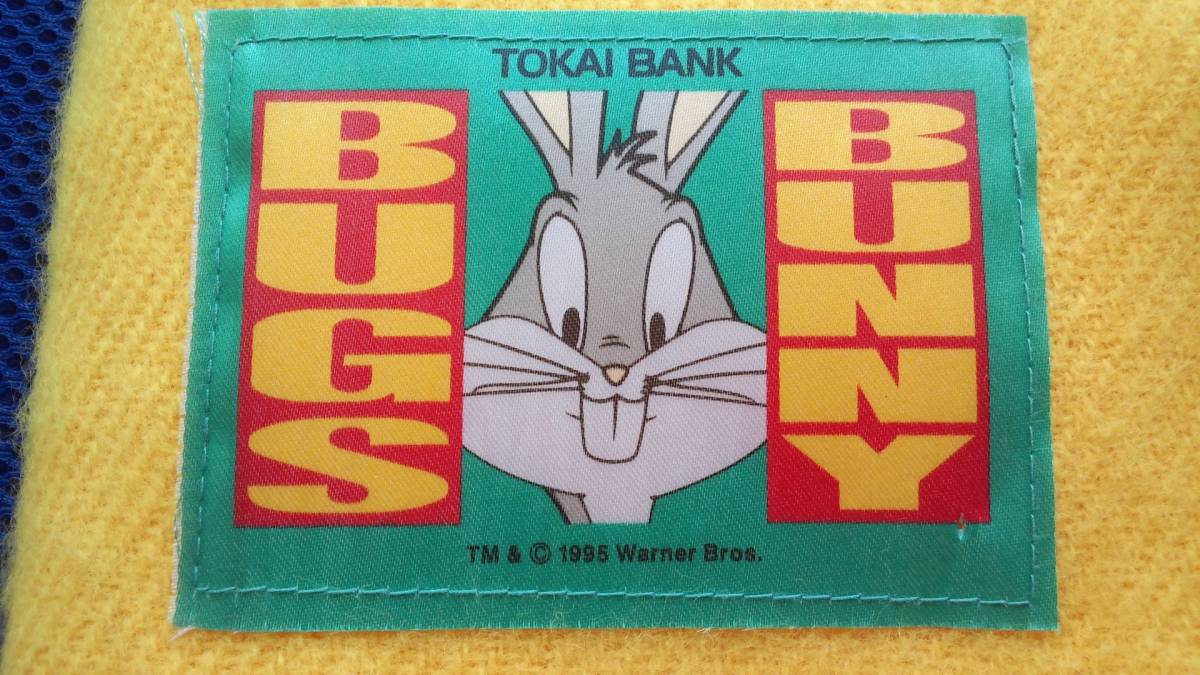 TOKAI BANK
BUGS
BUNNY
TM & © 1995 Warner Bros.